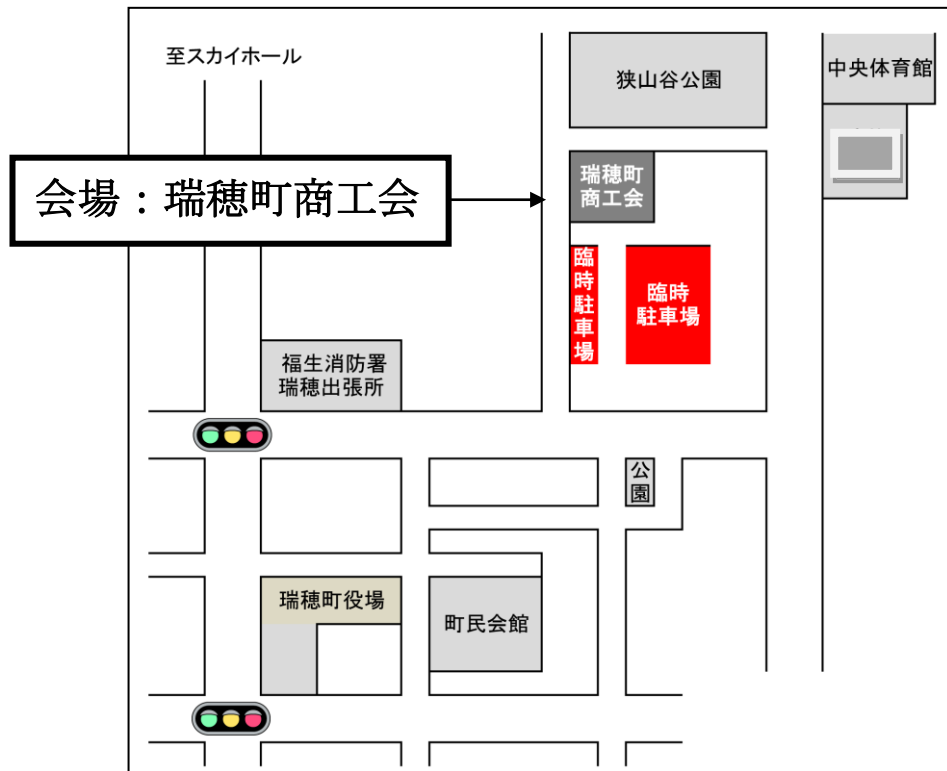 至スカイホール
狭山谷公園
中央体育館
会場：瑞穂町商工会
瑞穂町
商工会
臨時駐車場
臨時
駐車場
福生消防署
瑞穂出張所
公園
瑞穂町役場
町民会館